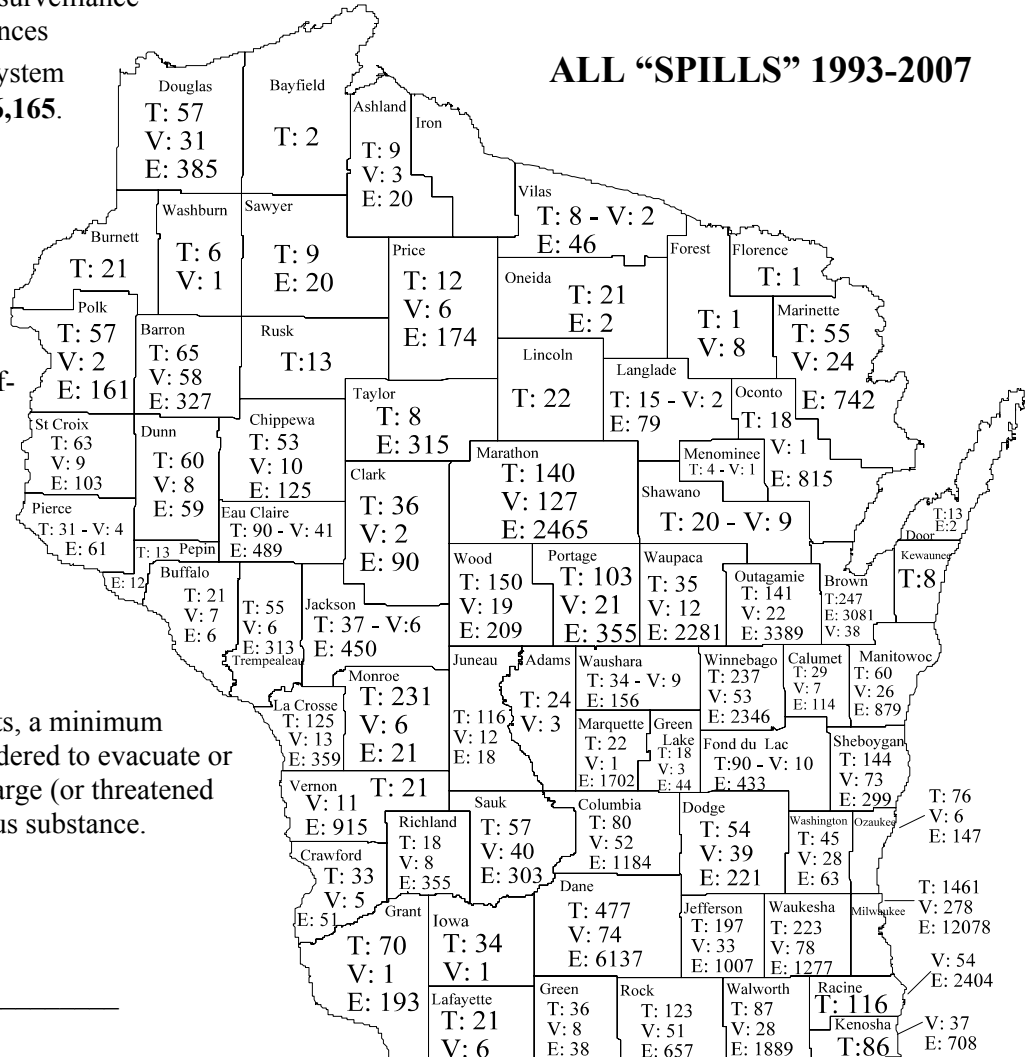 surveillance
nces
ystem
6,165.
f-
ts, a minimum
dered to evacuate or
arge (or threatened
us substance.
ALL “SPILLS” 1993-2007
Douglas
T: 57
V: 31
E: 385
Bayfield
T: 2
Ashland
T: 9
V: 3
E: 20
Iron
Vilas
T: 8 - V: 2
E: 46
Burnett
T: 21
Washburn
T: 6
V: 1
Sawyer
T: 9
E: 20
Price
T: 12
V: 6
E: 174
Oneida
T: 21
E: 2
Forest
T: 1
V: 8
Florence
T: 1
Marinette
T: 55
V: 24
E: 742
Polk
T: 57
V: 2
E: 161
Barron
T: 65
V: 58
E: 327
Rusk
T:13
Lincoln
T: 22
Langlade
T: 15 - V: 2
E: 79
Oconto
T: 18
V: 1
E: 815
Taylor
T: 8
E: 315
St Croix
T: 63
V: 9
E: 103
Dunn
T: 60
V: 8
E: 59
Chippewa
T: 53
V: 10
E: 125
Clark
T: 36
V: 2
E: 90
Marathon
T: 140
V: 127
E: 2465
Menominee
T: 4 - V: 1
Shawano
T: 20 - V: 9
Pierce
T: 31 - V: 4
E: 61
Eau Claire
T: 90 - V: 41
E: 489
T: 13 Pepin
E: 12
Buffalo
T: 21
V: 7
E: 6
T: 55
V: 6
E: 313
Trempealeau
Jackson
T: 37 - V:6
E: 450
Wood
T: 150
V: 19
E: 209
Portage
T: 103
V: 21
E: 355
Waupaca
T: 35
V: 12
E: 2281
Outagamie
T: 141
V: 22
E: 3389
Brown
T:247
E: 3081
V: 38
T:13
E:2
Door
Kewaunee
T:8
La Crosse
T: 125
V: 13
E: 359
Monroe
T: 231
V: 6
E: 21
Juneau
T: 116
V: 12
E: 18
Adams
T: 24
V: 3
Waushara
T: 34 - V: 9
E: 156
Winnebago
T: 237
V: 53
E: 2346
Calumet
T: 29
V: 7
E: 114
Manitowoc
T: 60
V: 26
E: 879
Marquette
T: 22
V: 1
E: 1702
Green
Lake
T: 18
V: 3
E: 44
Fond du Lac
T:90 - V: 10
E: 433
Sheboygan
T: 144
V: 73
E: 299
Vernon
T: 21
V: 11
E: 915
Richland
T: 18
V: 8
E: 355
Sauk
T: 57
V: 40
E: 303
Columbia
T: 80
V: 52
E: 1184
Dodge
T: 54
V: 39
E: 221
Washington
T: 45
V: 28
E: 63
Ozaukee
T: 76
V: 6
E: 147
Crawford
T: 33
V: 5
E: 51
Grant
T: 70
V: 1
E: 193
Iowa
T: 34
V: 1
Dane
T: 477
V: 74
E: 6137
Jefferson
T: 197
V: 33
E: 1007
Waukesha
T: 223
V: 78
E: 1277
Milwaukee
T: 1461
V: 278
E: 12078
Lafayette
T: 21
V: 6
Green
T: 36
V: 8
E: 38
Rock
T: 123
V: 51
E: 657
Walworth
T: 87
V: 28
E: 1889
Racine
T: 116
V: 54
E: 2404
Kenosha
T:86
V: 37
E: 708